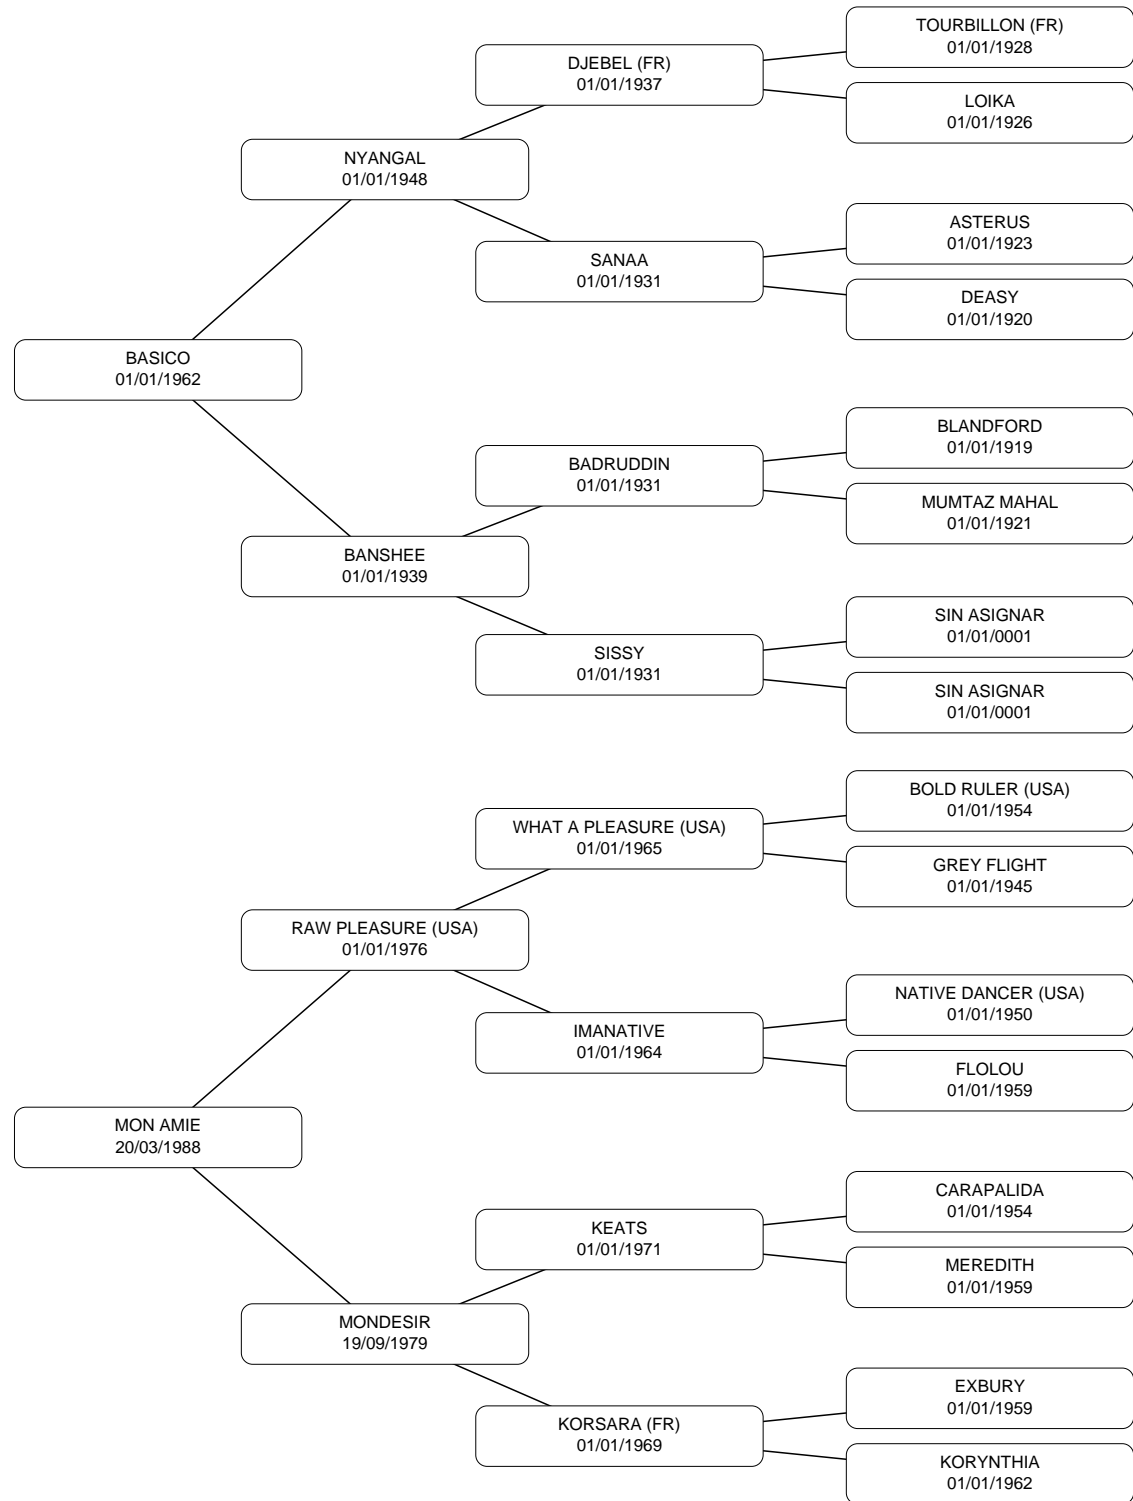 TOURBILLON (FR)
01/01/1928
DJEBEL (FR)
01/01/1937
LOIKA
01/01/1926
NYANGAL
01/01/1948
ASTERUS
01/01/1923
SANAA
01/01/1931
DEASY
01/01/1920
BASICO
01/01/1962
BLANDFORD
01/01/1919
BADRUDDIN
01/01/1931
MUMTAZ MAHAL
01/01/1921
BANSHEE
01/01/1939
SIN ASIGNAR
01/01/0001
SISSY
01/01/1931
SIN ASIGNAR
01/01/0001
BOLD RULER (USA)
01/01/1954
WHAT A PLEASURE (USA)
01/01/1965
GREY FLIGHT
01/01/1945
RAW PLEASURE (USA)
01/01/1976
NATIVE DANCER (USA)
01/01/1950
IMANATIVE
01/01/1964
FLOLOU
01/01/1959
MON AMIE
20/03/1988
CARAPALIDA
01/01/1954
KEATS
01/01/1971
MEREDITH
01/01/1959
MONDESIR
19/09/1979
EXBURY
01/01/1959
KORSARA (FR)
01/01/1969
KORYNTHIA
01/01/1962